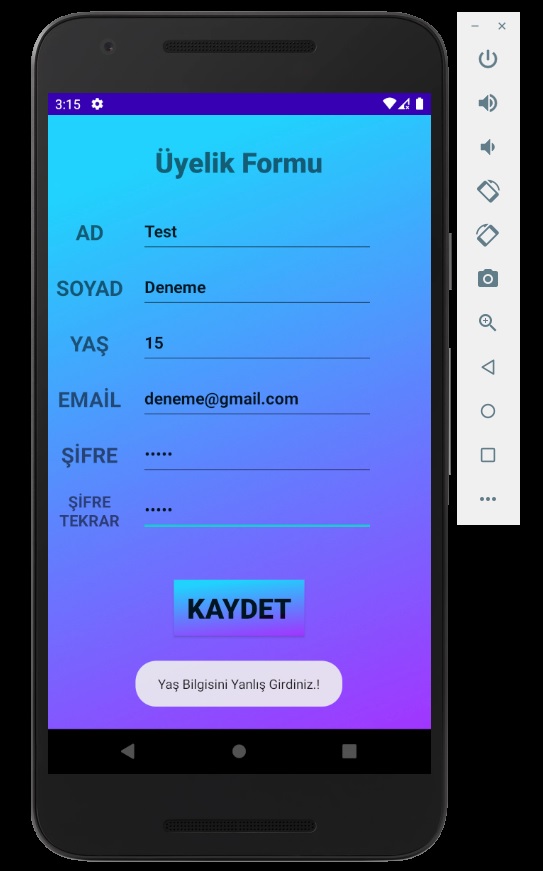 3:15
Üyelik Formu
AD
Test
SOYAD
Deneme
YAŞ
15
EMAİL
deneme@gmail.com
ŞİFRE
•••••
ŞİFRE
TEKRAR
•••••
KAYDET
Yaş Bilgisini Yanlış Girdiniz.!